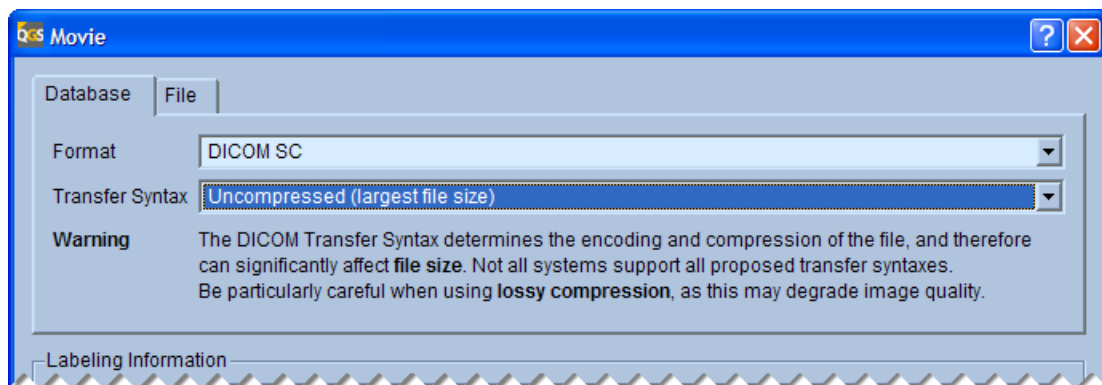 QGS Movie
Database File
Format DICOM SC
Transfer Syntax Uncompressed (largest file size)
Warning The DICOM Transfer Syntax determines the encoding and compression of the file, and therefore
can significantly affect file size. Not all systems support all proposed transfer syntaxes.
Be particularly careful when using lossy compression, as this may degrade image quality.
Labeling Information